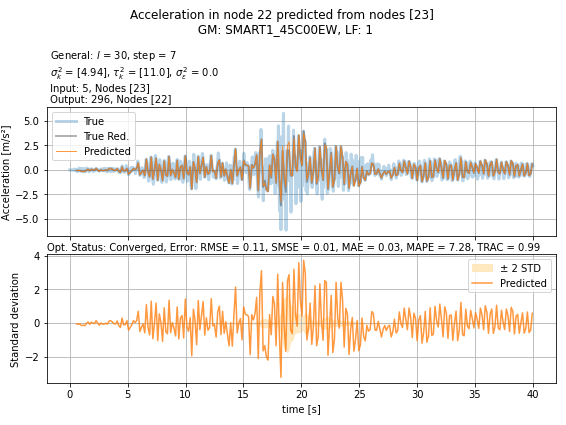 Acceleration in node 22 predicted from nodes [23]
GM: SMART1_45C00EW, LF: 1
General: l = 30, step = 7
σ²ₖ = [4.94], τ²ₖ = [11.0], σ²ε = 0.0
Input: 5, Nodes [23]
Output: 296, Nodes [22]
Acceleration [m/s²]
5.0
2.5
0.0
−2.5
−5.0
True
True Red.
Predicted
Opt. Status: Converged, Error: RMSE = 0.11, SMSE = 0.01, MAE = 0.03, MAPE = 7.28, TRAC = 0.99
Standard deviation
4
2
0
−2
± 2 STD
Predicted
0 5 10 15 20 25 30 35 40
time [s]